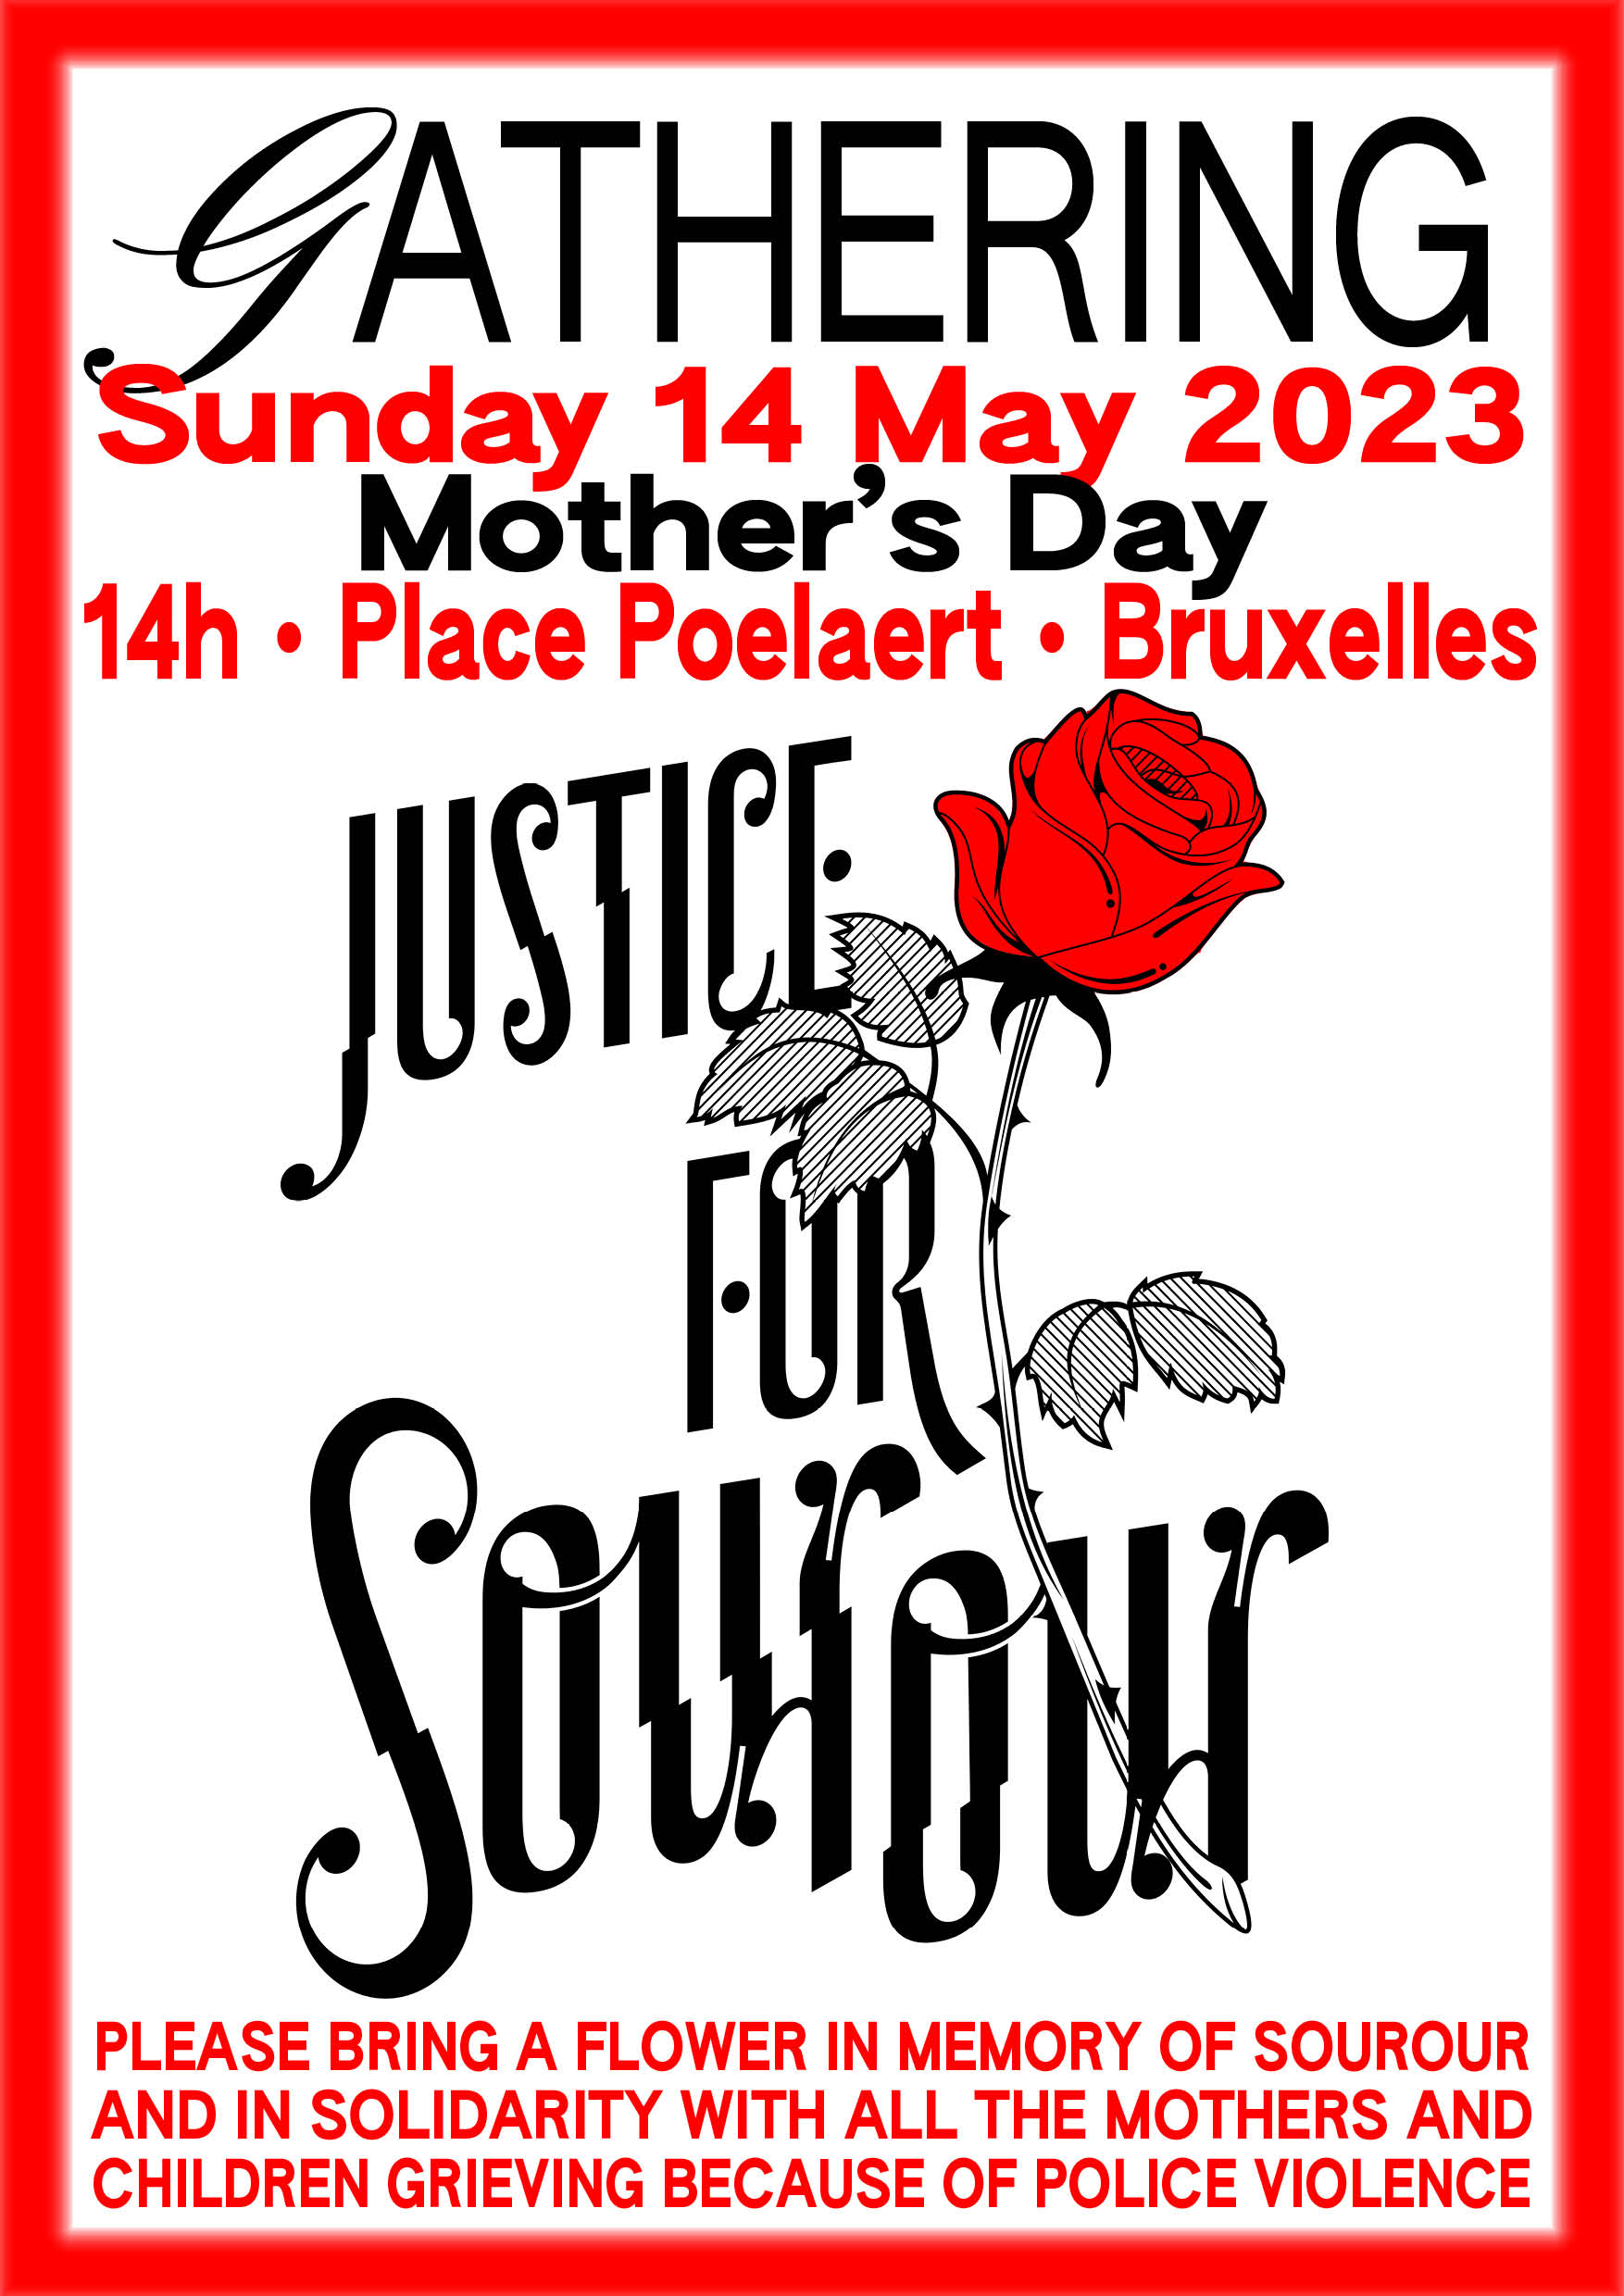 GATHERING
Sunday 14 May 2023
Mother's Day
14h • Place Poelaert • Bruxelles
JUSTICE
FOR
Sourour
PLEASE BRING A FLOWER IN MEMORY OF SOUROUR
AND IN SOLIDARITY WITH ALL THE MOTHERS AND
CHILDREN GRIEVING BECAUSE OF POLICE VIOLENCE